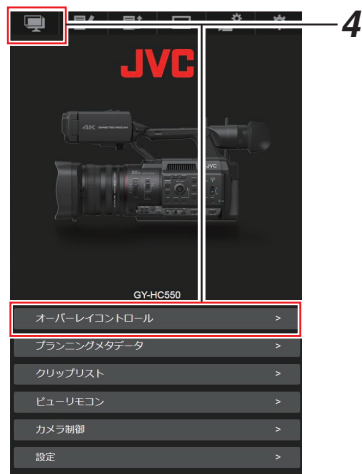 4
JVC
4K
JVC
GY-HC550
オーバーレイコントロール >
プランニングメタデータ >
クリップリスト >
ビューリモコン >
カメラ制御 >
設定 >